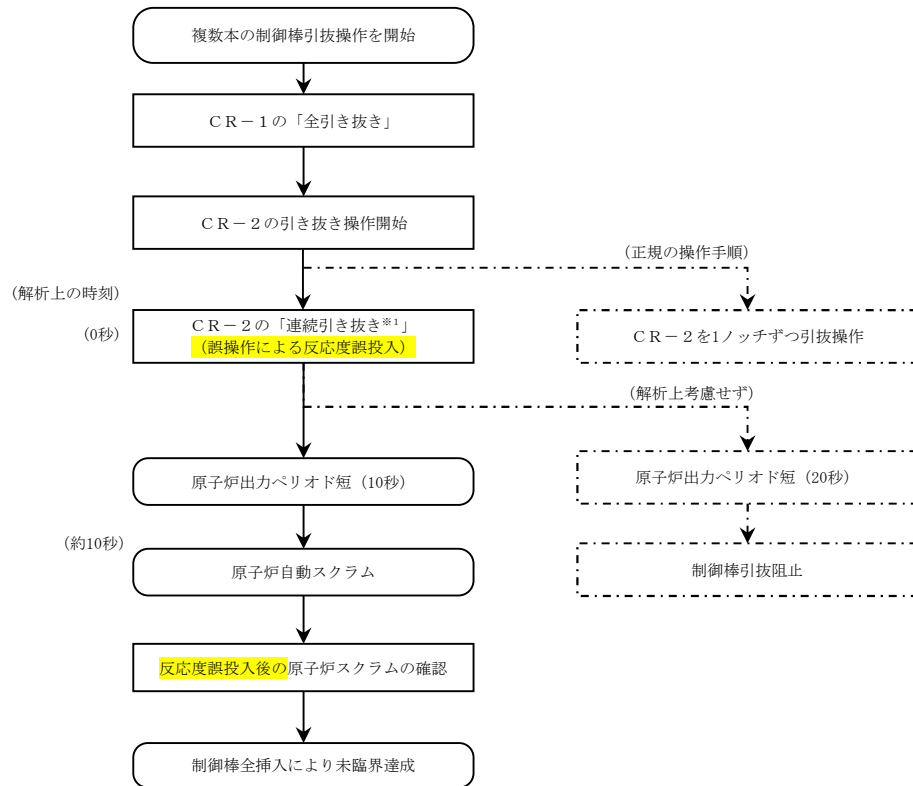 複数本の制御棒引抜操作を開始
ＣＲ－１の「全引き抜き」
ＣＲ－２の引き抜き操作開始
(正規の操作手順)
(解析上の時刻)
(0秒)
ＣＲ－２の「連続引き抜き※1」
(誤操作による反応度誤投入)
ＣＲ－２を1ノッチずつ引抜操作
(解析上考慮せず)
原子炉出力ペリオド短（10秒）
原子炉出力ペリオド短（20秒）
(約10秒)
原子炉自動スクラム
制御棒引抜阻止
反応度誤投入後の原子炉スクラムの確認
制御棒全挿入により未臨界達成